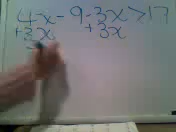 4x - 9 - 3x > 17
+3x +3x